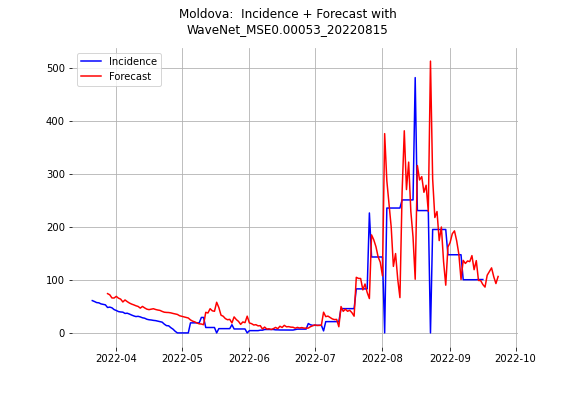 Moldova:  Incidence + Forecast with
WaveNet_MSE0.00053_20220815
Incidence
Forecast
500
400
300
200
100
0
2022-04 2022-05 2022-06 2022-07 2022-08 2022-09 2022-10